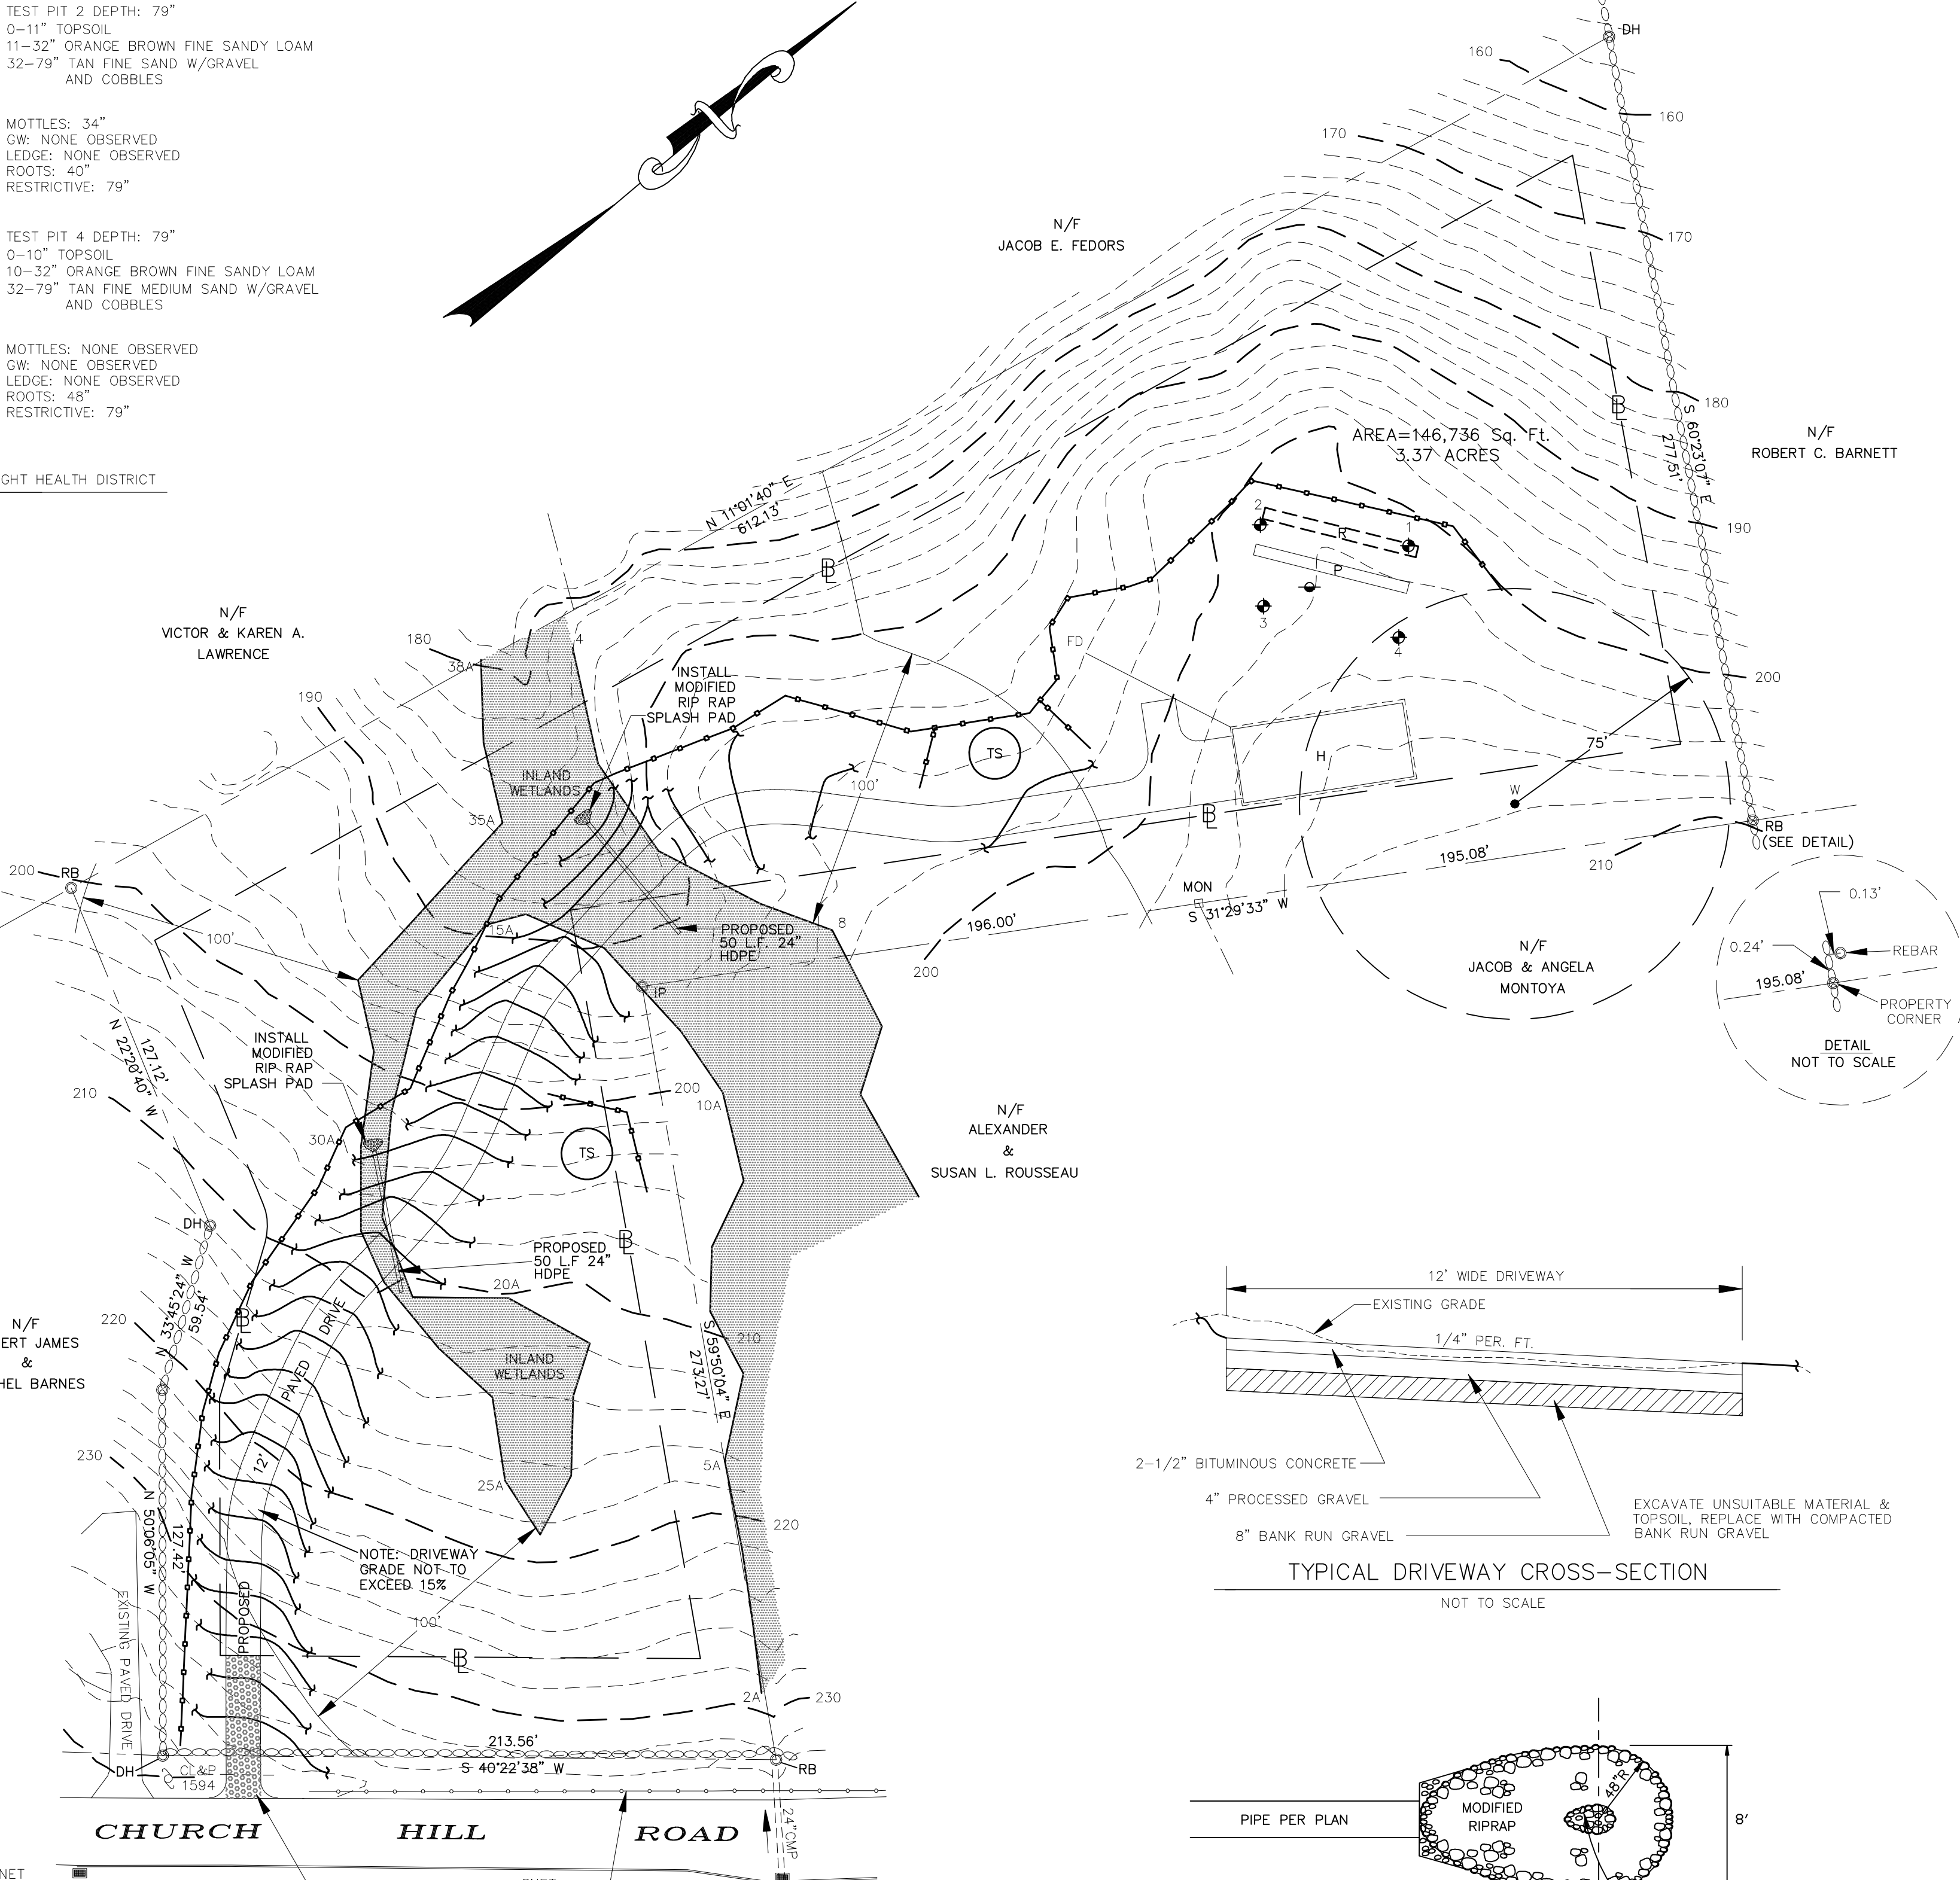 TEST PIT 2 DEPTH: 79”
0–11” TOPSOIL
11–32” ORANGE BROWN FINE SANDY LOAM
32–79” TAN FINE SAND W/GRAVEL
AND COBBLES
MOTTLES: 34”
GW: NONE OBSERVED
LEDGE: NONE OBSERVED
ROOTS: 40”
RESTRICTIVE: 79”
TEST PIT 4 DEPTH: 79”
0–10” TOPSOIL
10–32” ORANGE BROWN FINE SANDY LOAM
32–79” TAN FINE MEDIUM SAND W/GRAVEL
AND COBBLES
MOTTLES: NONE OBSERVED
GW: NONE OBSERVED
LEDGE: NONE OBSERVED
ROOTS: 48”
RESTRICTIVE: 79”
GHT HEALTH DISTRICT
DH
160
160
170
170
180
190
200
N/F
JACOB E. FEDORS
N/F
ROBERT C. BARNETT
S 60°23'07" E
277.51'
BL
AREA=146,736 Sq. Ft.
3.37 ACRES
N 11°01'40" E
612.13'
BL
2
1
R
P
3
4
FD
H
W
75'
TS
100'
BL
RB
(SEE DETAIL)
210
195.08'
MON
S 31°29'33" W
196.00'
200
N/F
VICTOR & KAREN A.
LAWRENCE
180
38A
4
190
INSTALL
MODIFIED
RIP RAP
SPLASH PAD
INLAND
WETLANDS
35A
200
RB
100'
15A
8
PROPOSED
50 L.F. 24”
HDPE
IP
N/F
JACOB & ANGELA
MONTOYA
0.13'
0.24'
REBAR
195.08'
PROPERTY
CORNER
DETAIL
NOT TO SCALE
N 22°20'40" W
127.12'
INSTALL
MODIFIED
RIP RAP
SPLASH PAD
210
30A
200
10A
TS
N/F
ALEXANDER
&
SUSAN L. ROUSSEAU
DH
N 33°45'24" W
59.54'
BL
BL
PROPOSED
50 L.F 24”
HDPE
20A
N/F
ERT JAMES
&
HEL BARNES
220
PAVED DRIVE
INLAND
WETLANDS
210
S 59°50'04" E
273.27'
230
12'
25A
5A
220
N 50°06'05" W
127.42'
NOTE: DRIVEWAY
GRADE NOT TO
EXCEED 15%
EXISTING PAVED DRIVE
PROPOSED
100'
BL
2A
230
213.56'
S 40°22'38" W
DH
CL&P
1594
RB
CHURCH HILL ROAD
24”CMP
NET
12' WIDE DRIVEWAY
EXISTING GRADE
1/4” PER. FT.
2–1/2” BITUMINOUS CONCRETE
4” PROCESSED GRAVEL
8” BANK RUN GRAVEL
EXCAVATE UNSUITABLE MATERIAL &
TOPSOIL, REPLACE WITH COMPACTED
BANK RUN GRAVEL
TYPICAL DRIVEWAY CROSS–SECTION
NOT TO SCALE
PIPE PER PLAN
MODIFIED
RIPRAP
48”R
8'